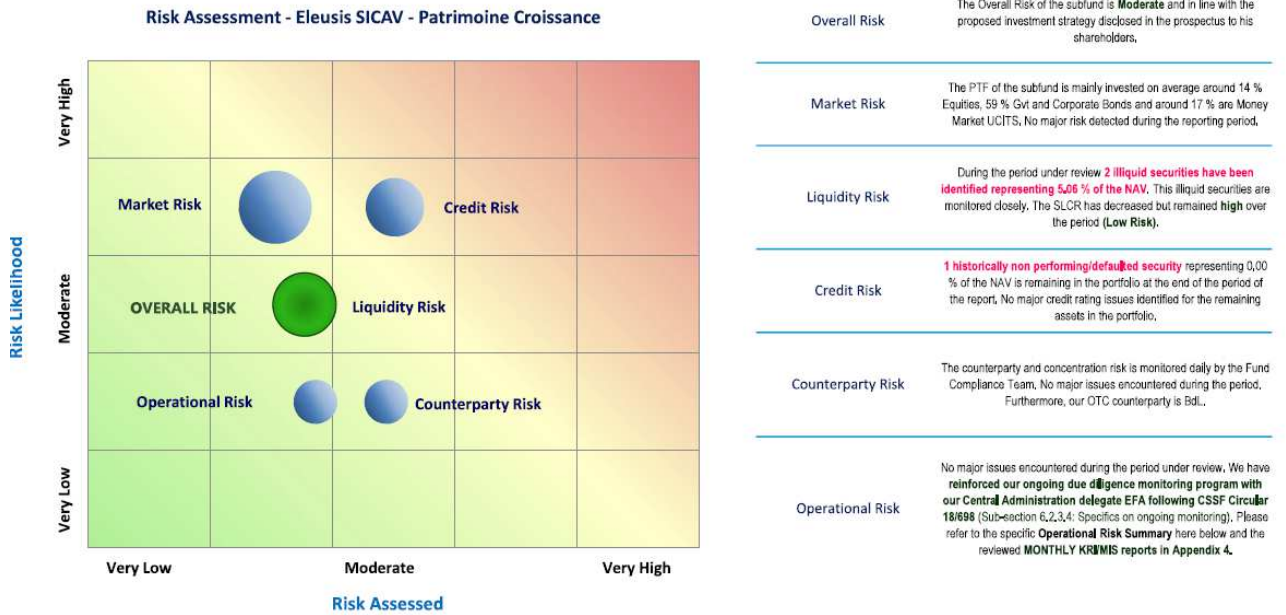 Risk Assessment - Eleusis SICAV - Patrimoine Croissance
Very High
Moderate
Very Low
Risk Likelihood
Market Risk
Credit Risk
OVERALL RISK
Liquidity Risk
Operational Risk
Counterparty Risk
Very Low
Moderate
Very High
Risk Assessed
Overall Risk
The Overall Risk of the subfund is Moderate and in line with the
proposed investment strategy disclosed in the prospectus to his
shareholders.
Market Risk
The PTF of the subfund is mainly invested on average around 14 %
Equities, 59 % Gvt and Corporate Bonds and around 17 % are Money
Market UCITS. No major risk detected during the reporting period.
Liquidity Risk
During the period under review 2 illiquid securities have been
identified representing 5.06 % of the NAV. This illiquid securities are
monitored closely. The SLCR has decreased but remained high over
the period (Low Risk).
Credit Risk
1 historically non performing/defaulted security representing 0,00
% of the NAV is remaining in the portfolio at the end of the period of
the report. No major credit rating issues identified for the remaining
assets in the portfolio.
Counterparty Risk
The counterparty and concentration risk is monitored daily by the Fund
Compliance Team. No major issues encountered during the period.
Furthermore, our OTC counterparty is BdL.
Operational Risk
No major issues encountered during the period under review. We have
reinforced our ongoing due diligence monitoring program with
our Central Administration delegate EFA following CSSF Circular
18/698 (Sub-section 6.2.3.4: Specifics on ongoing monitoring). Please
refer to the specific Operational Risk Summary here below and the
reviewed MONTHLY KRI/MIS reports in Appendix 4.